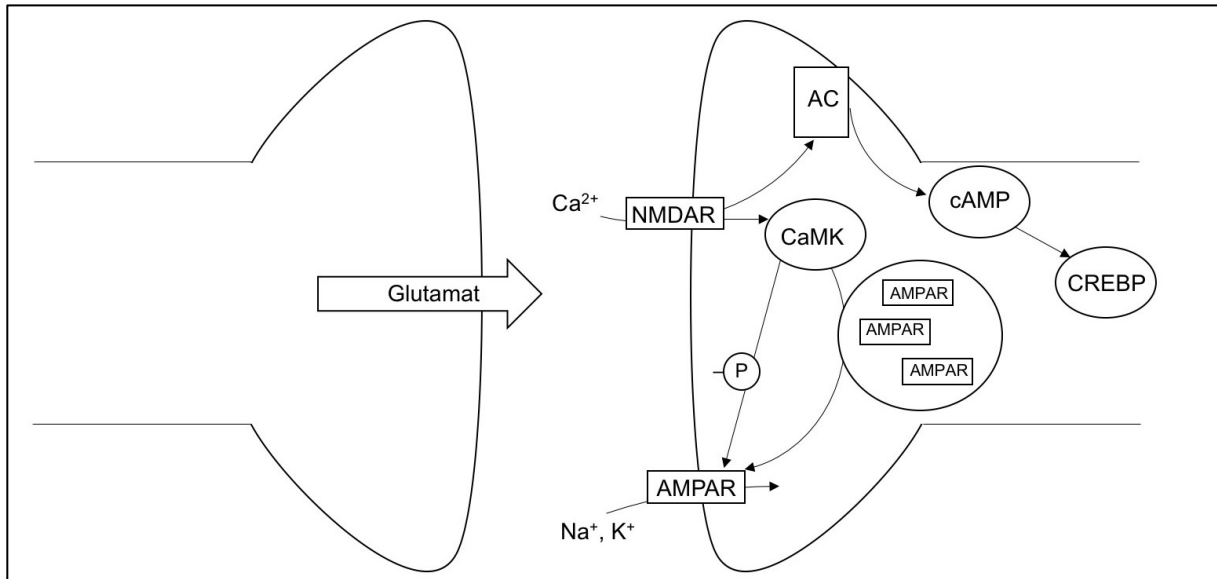 AC
Ca²⁺
NMDAR
cAMP
CaMK
CREBP
Glutamat
AMPAR
AMPAR
AMPAR
P
AMPAR
Na⁺, K⁺